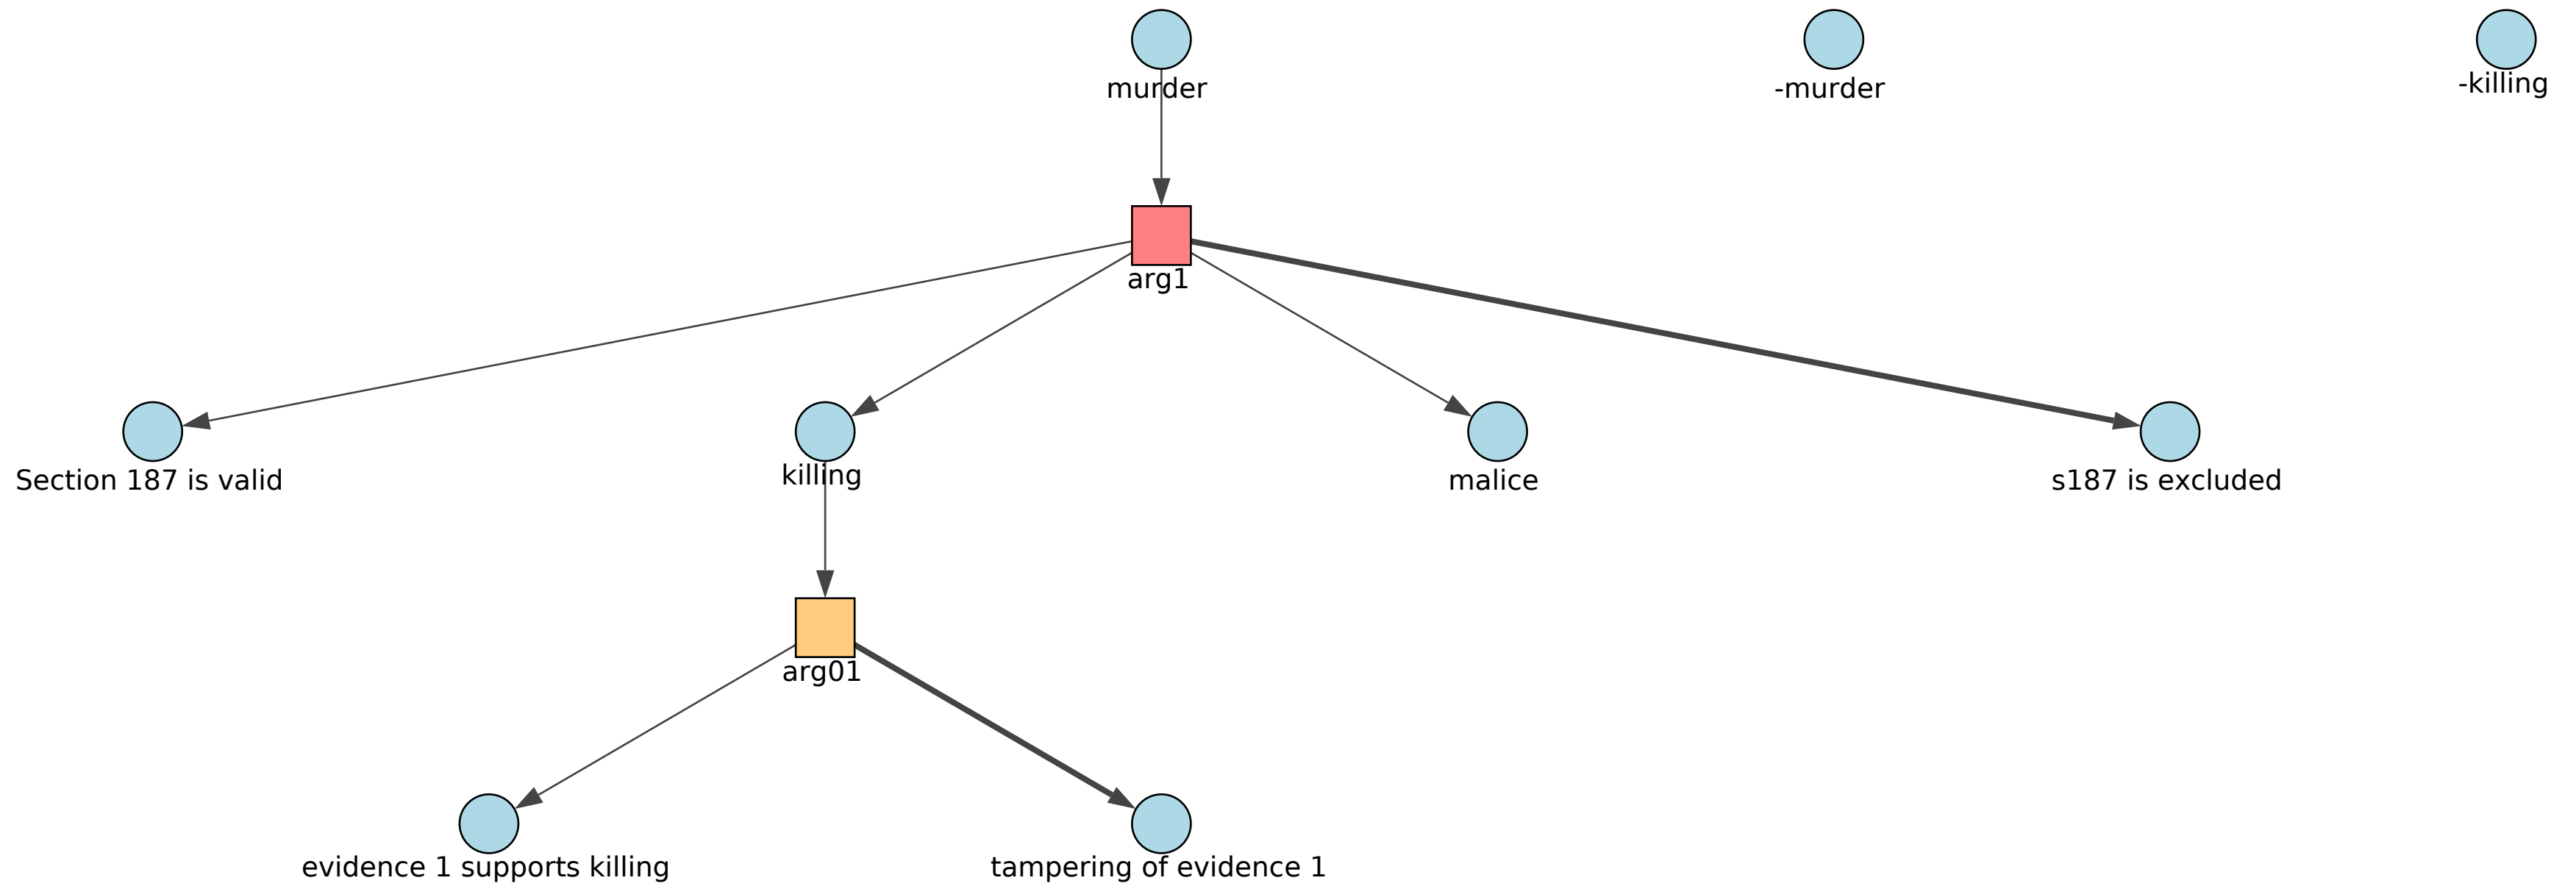 murder
-murder
-killing
arg1
Section 187 is valid
killing
malice
s187 is excluded
arg01
evidence 1 supports killing
tampering of evidence 1